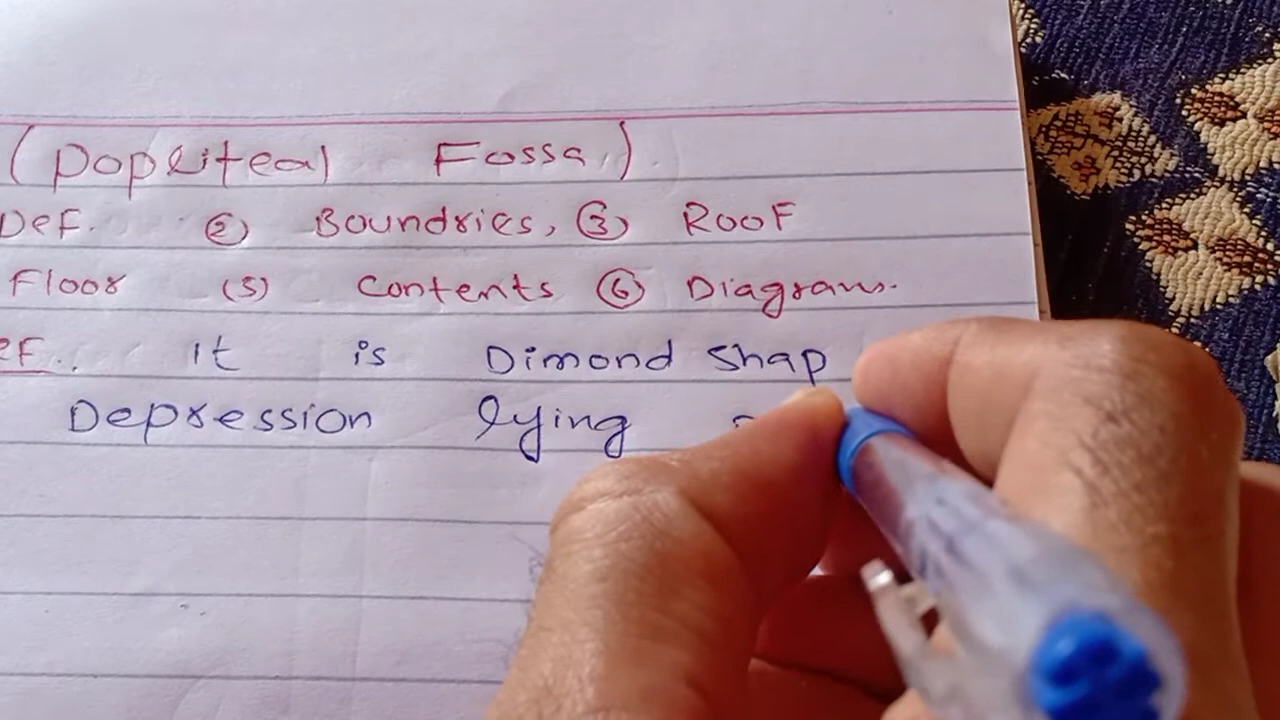 (Popliteal Fossa).
Def. ② Boundries, ③ Roof
Floor (5) Contents ⑥ Diagram.
ef. It is Dimond Shap
Depression lying